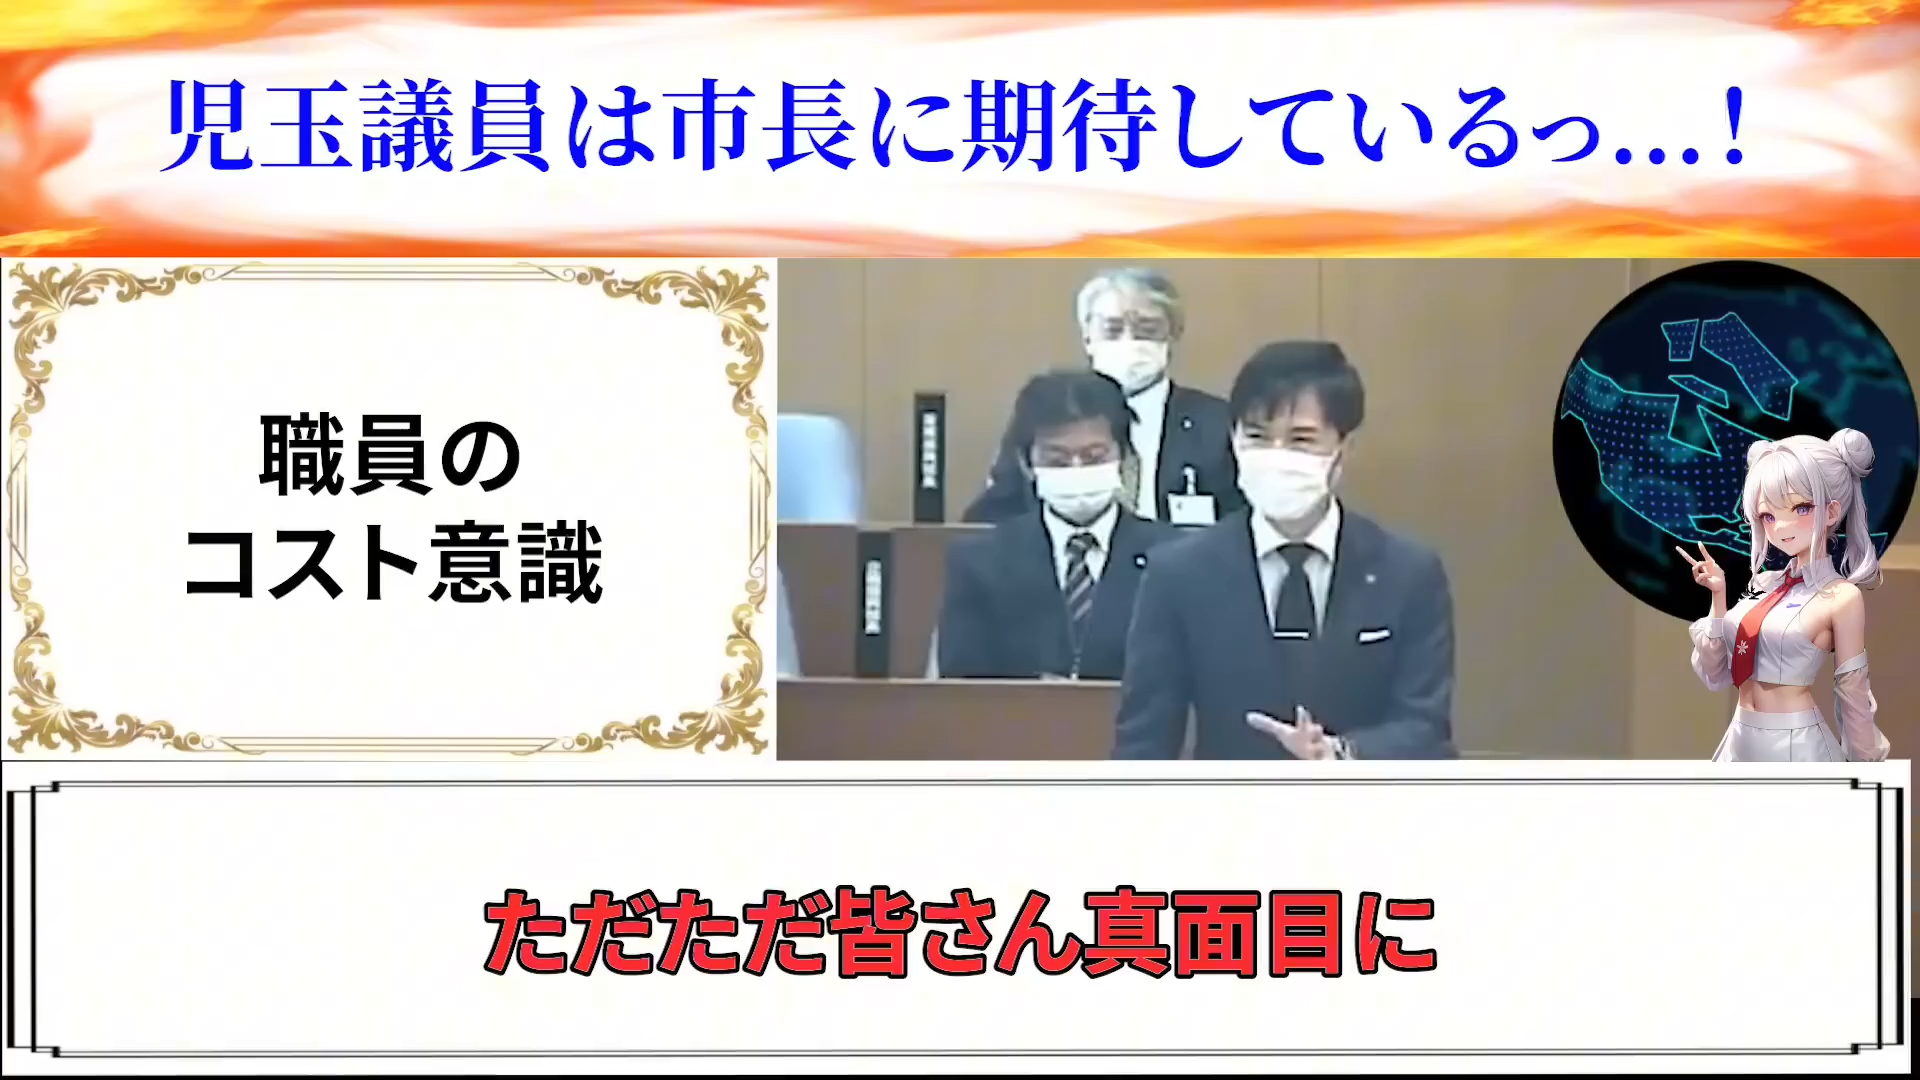 児玉議員は市長に期待しているっ…！
職員の
コスト意識
ただただ皆さん真面目に